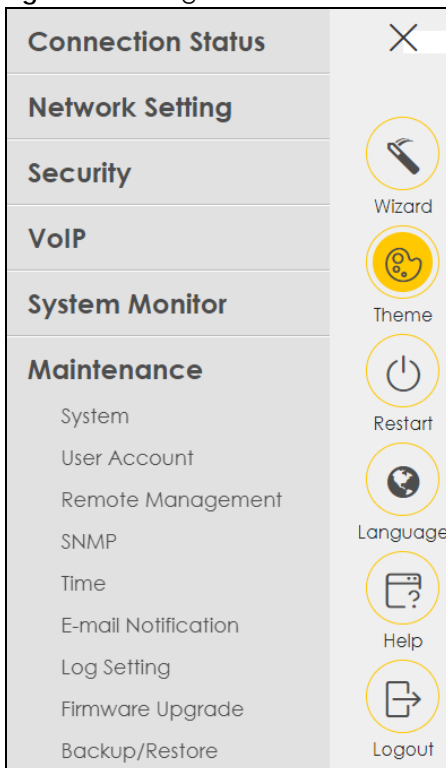 Connection Status
Network Setting
Security
VoIP
System Monitor
Maintenance
System
User Account
Remote Management
SNMP
Time
E-mail Notification
Log Setting
Firmware Upgrade
Backup/Restore
Wizard
Theme
Restart
Language
Help
Logout